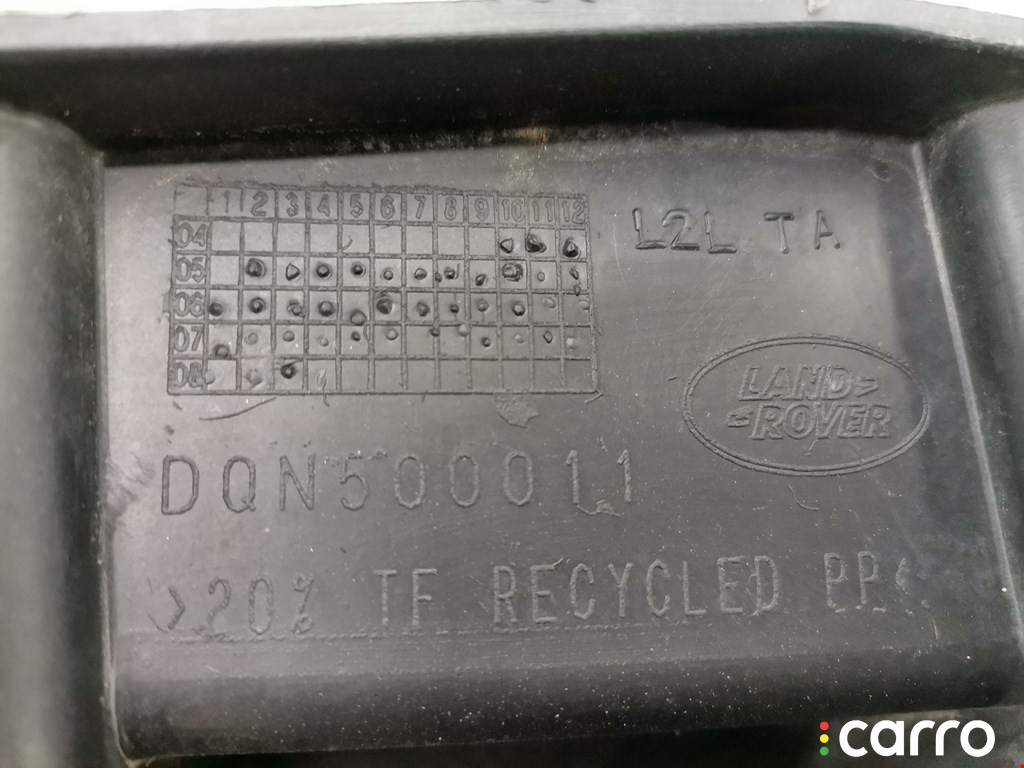 1 2 3 4 5 6 7 8 9 10 11 12
04
05
06
07
08
L2L TA
LAND
ROVER
DQN500011
>20% TF RECYCLED PP<
carro